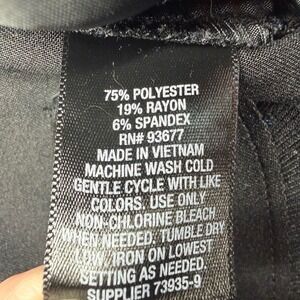 75% POLYESTER
19% RAYON
6% SPANDEX
RN# 93677
MADE IN VIETNAM
MACHINE WASH COLD
GENTLE CYCLE WITH LIKE
COLORS. USE ONLY
NON-CHLORINE BLEACH
WHEN NEEDED. TUMBLE DRY
LOW. IRON ON LOWEST
SETTING AS NEEDED
SUPPLIER 73935-9